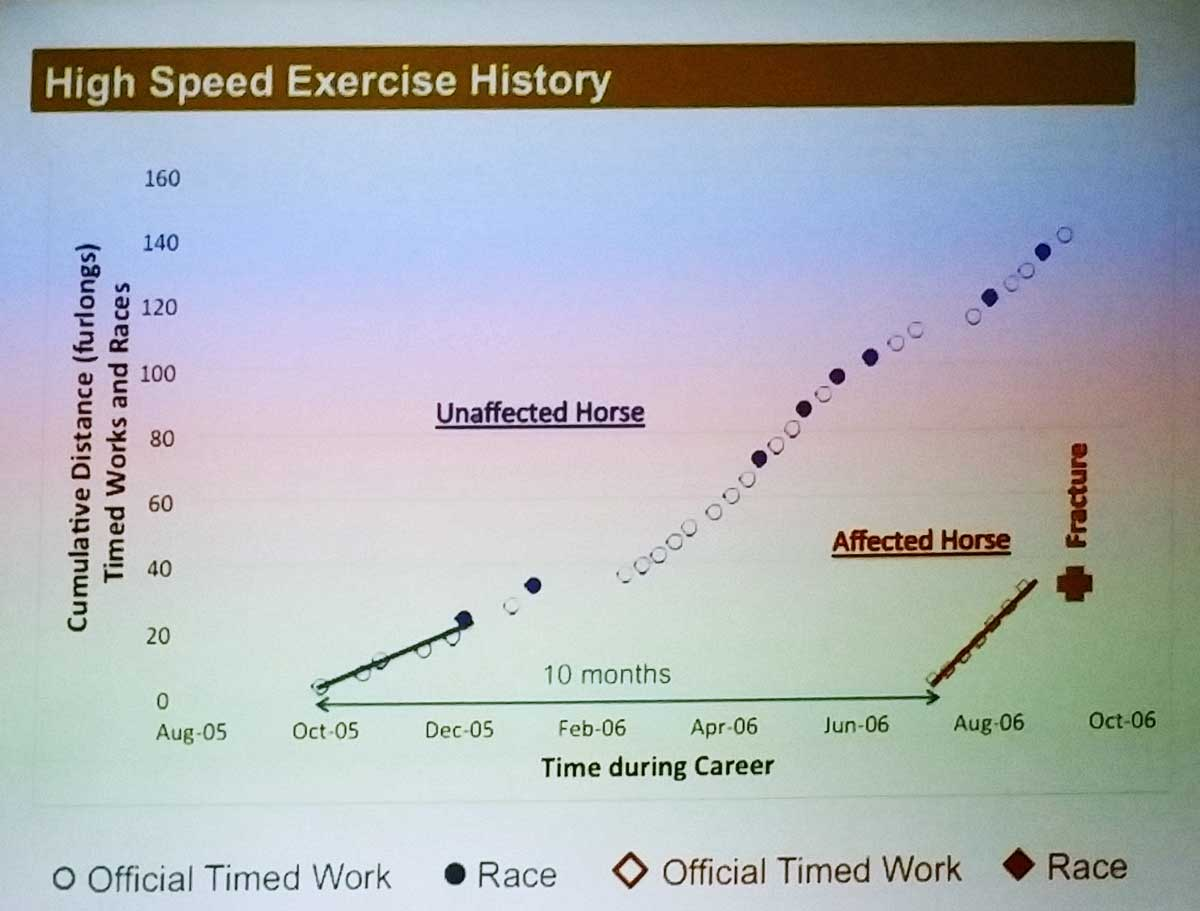 High Speed Exercise History
160
140
120
100
80
60
40
20
0
Cumulative Distance (furlongs)
Timed Works and Races
Unaffected Horse
Affected Horse
Fracture
10 months
Aug-05 Oct-05 Dec-05 Feb-06 Apr-06 Jun-06 Aug-06 Oct-06
Time during Career
Official Timed Work Race Official Timed Work Race